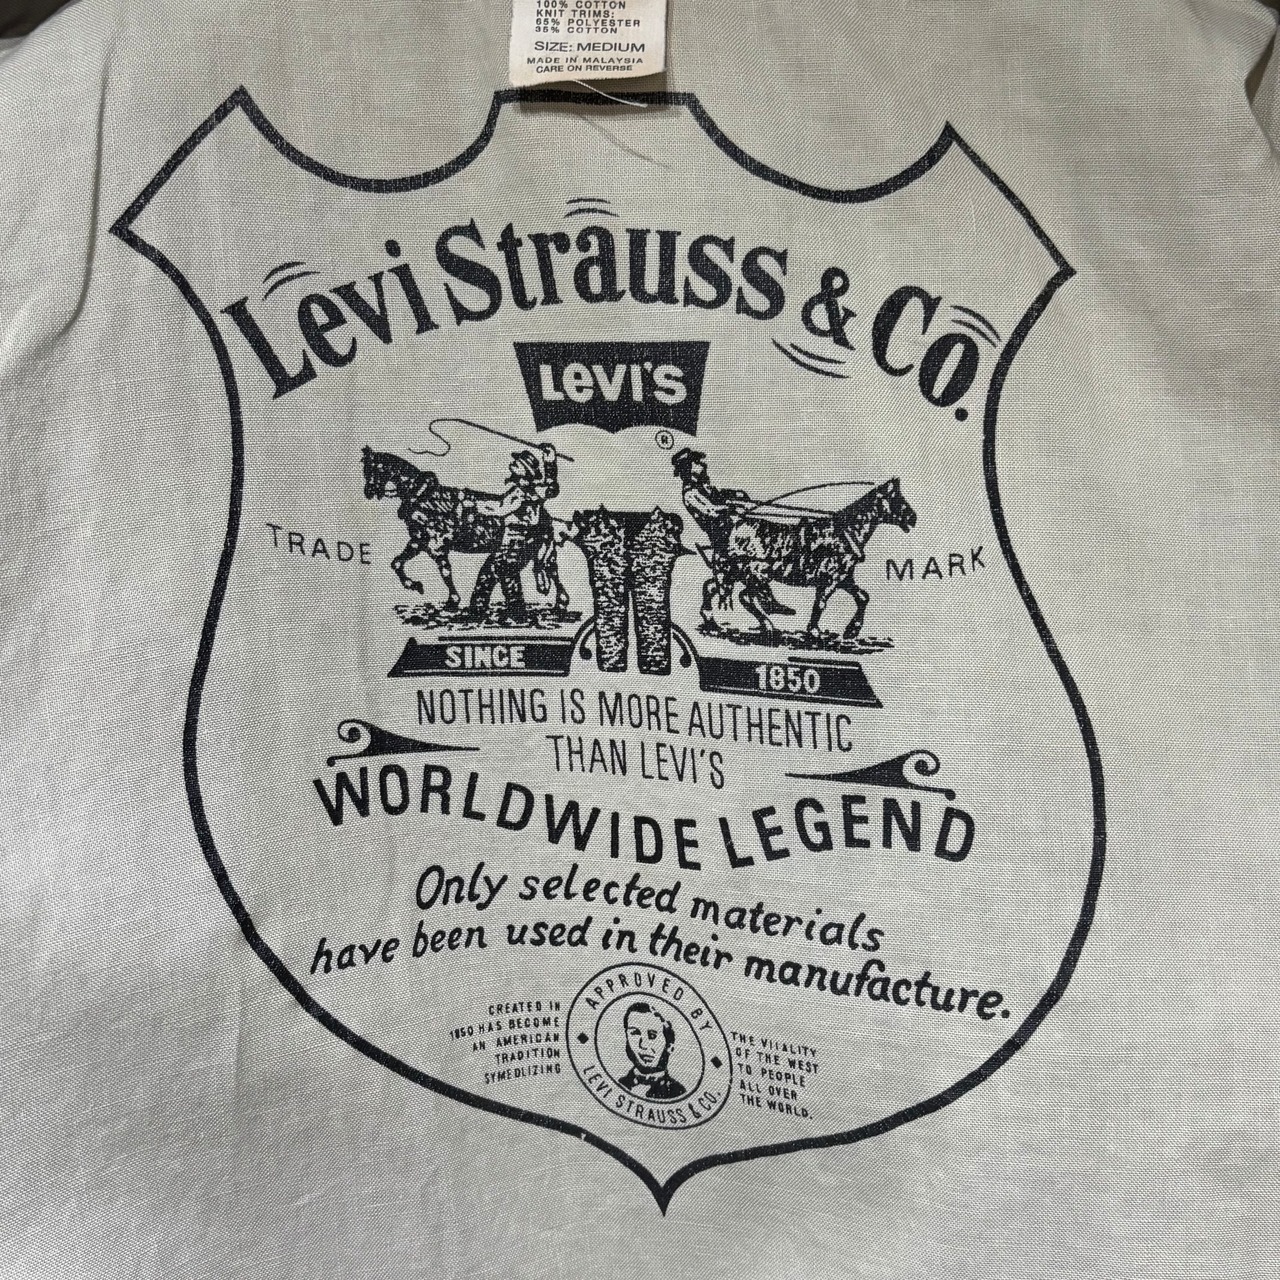 100% COTTON
KNIT TRIMS:
65% POLYESTER
35% COTTON
SIZE: MEDIUM
MADE IN MALAYSIA
CARE ON REVERSE
Levi Strauss & Co.
Levi's
®
TRADE MARK
SINCE 1850
NOTHING IS MORE AUTHENTIC
THAN LEVI'S
WORLDWIDE LEGEND
Only selected materials
have been used in their manufacture.
CREATED IN
1850 HAS BECOME
AN AMERICAN
TRADITION
SYMEOLIZING
APPROVED BY
LEVI STRAUSS & CO.
THE VITALITY
OF THE WEST
TO PEOPLE
ALL OVER
THE WORLD.